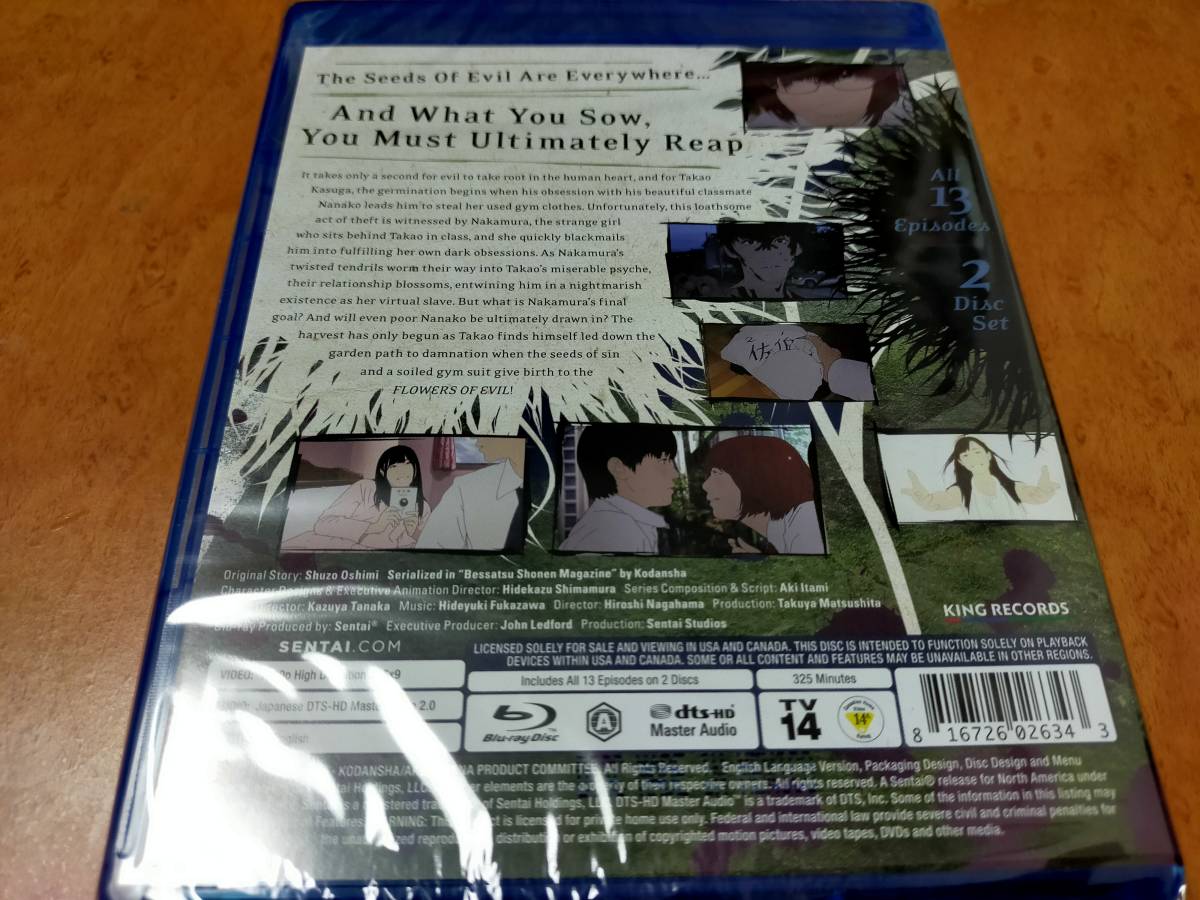 The Seeds Of Evil Are Everywhere...
And What You Sow,
You Must Ultimately Reap
It takes only a second for evil to take root in the human heart, and for Takao
Kasuga, the germination begins when his obsession with his beautiful classmate
Nanako leads him to steal her used gym clothes. Unfortunately, this loathsome
act of theft is witnessed by Nakamura, the strange girl
who sits behind Takao in class, and she quickly blackmails
him into fulfilling her own dark obsessions. As Nakamura's
twisted tendrils worm their way into Takao's miserable psyche,
their relationship blossoms, entwining him in a nightmarish
existence as her virtual slave. But what is Nakamura's final
goal? And will even poor Nanako be ultimately drawn in? The
harvest has only begun as Takao finds himself led down the
garden path to damnation when the seeds of sin
and a soiled gym suit give birth to the
FLOWERS OF EVIL!
All
13
Episodes
2
Disc
Set
Original Story: Shuzo Oshimi Serialized in "Bessatsu Shonen Magazine" by Kodansha
Character Designs & Executive Animation Director: Hidekazu Shimamura Series Composition & Script: Aki Itami
Director: Kazuya Tanaka Music: Hideyuki Fukazawa Director: Hiroshi Nagahama Production: Takuya Matsushita
Blu-ray Produced by: Sentai® Executive Producer: John Ledford Production: Sentai Studios
KING RECORDS
SENTAI.COM
LICENSED SOLELY FOR SALE AND VIEWING IN USA AND CANADA. THIS DISC IS INTENDED TO FUNCTION SOLELY ON PLAYBACK
DEVICES WITHIN USA AND CANADA. SOME OR ALL CONTENT AND FEATURES MAY BE UNAVAILABLE IN OTHER REGIONS.
VIDEO: High
AUDIO: Japanese DTS-HD 2.0
Includes All 13 Episodes on 2 Discs
325 Minutes
Blu-ray Disc
A
dts-HD
Master Audio
TV
14
14+
8 16726 02634 3
KODANSHA/ PRODUCT COMMITTEE. All Rights Reserved. English Language Version, Packaging Design, Disc Design and Menu
Holdings, LLC. elements are the of their respective owners. All rights reserved. A Sentai® release for North America under
of Sentai Holdings, LLC. DTS-HD Master Audio™ is a trademark of DTS, Inc. Some of the information in this listing may
WARNING: is licensed for private home use only. Federal and international law provide severe civil and criminal penalties for
the distribution or exhibition of copyrighted motion pictures, video tapes, DVDs and other media.